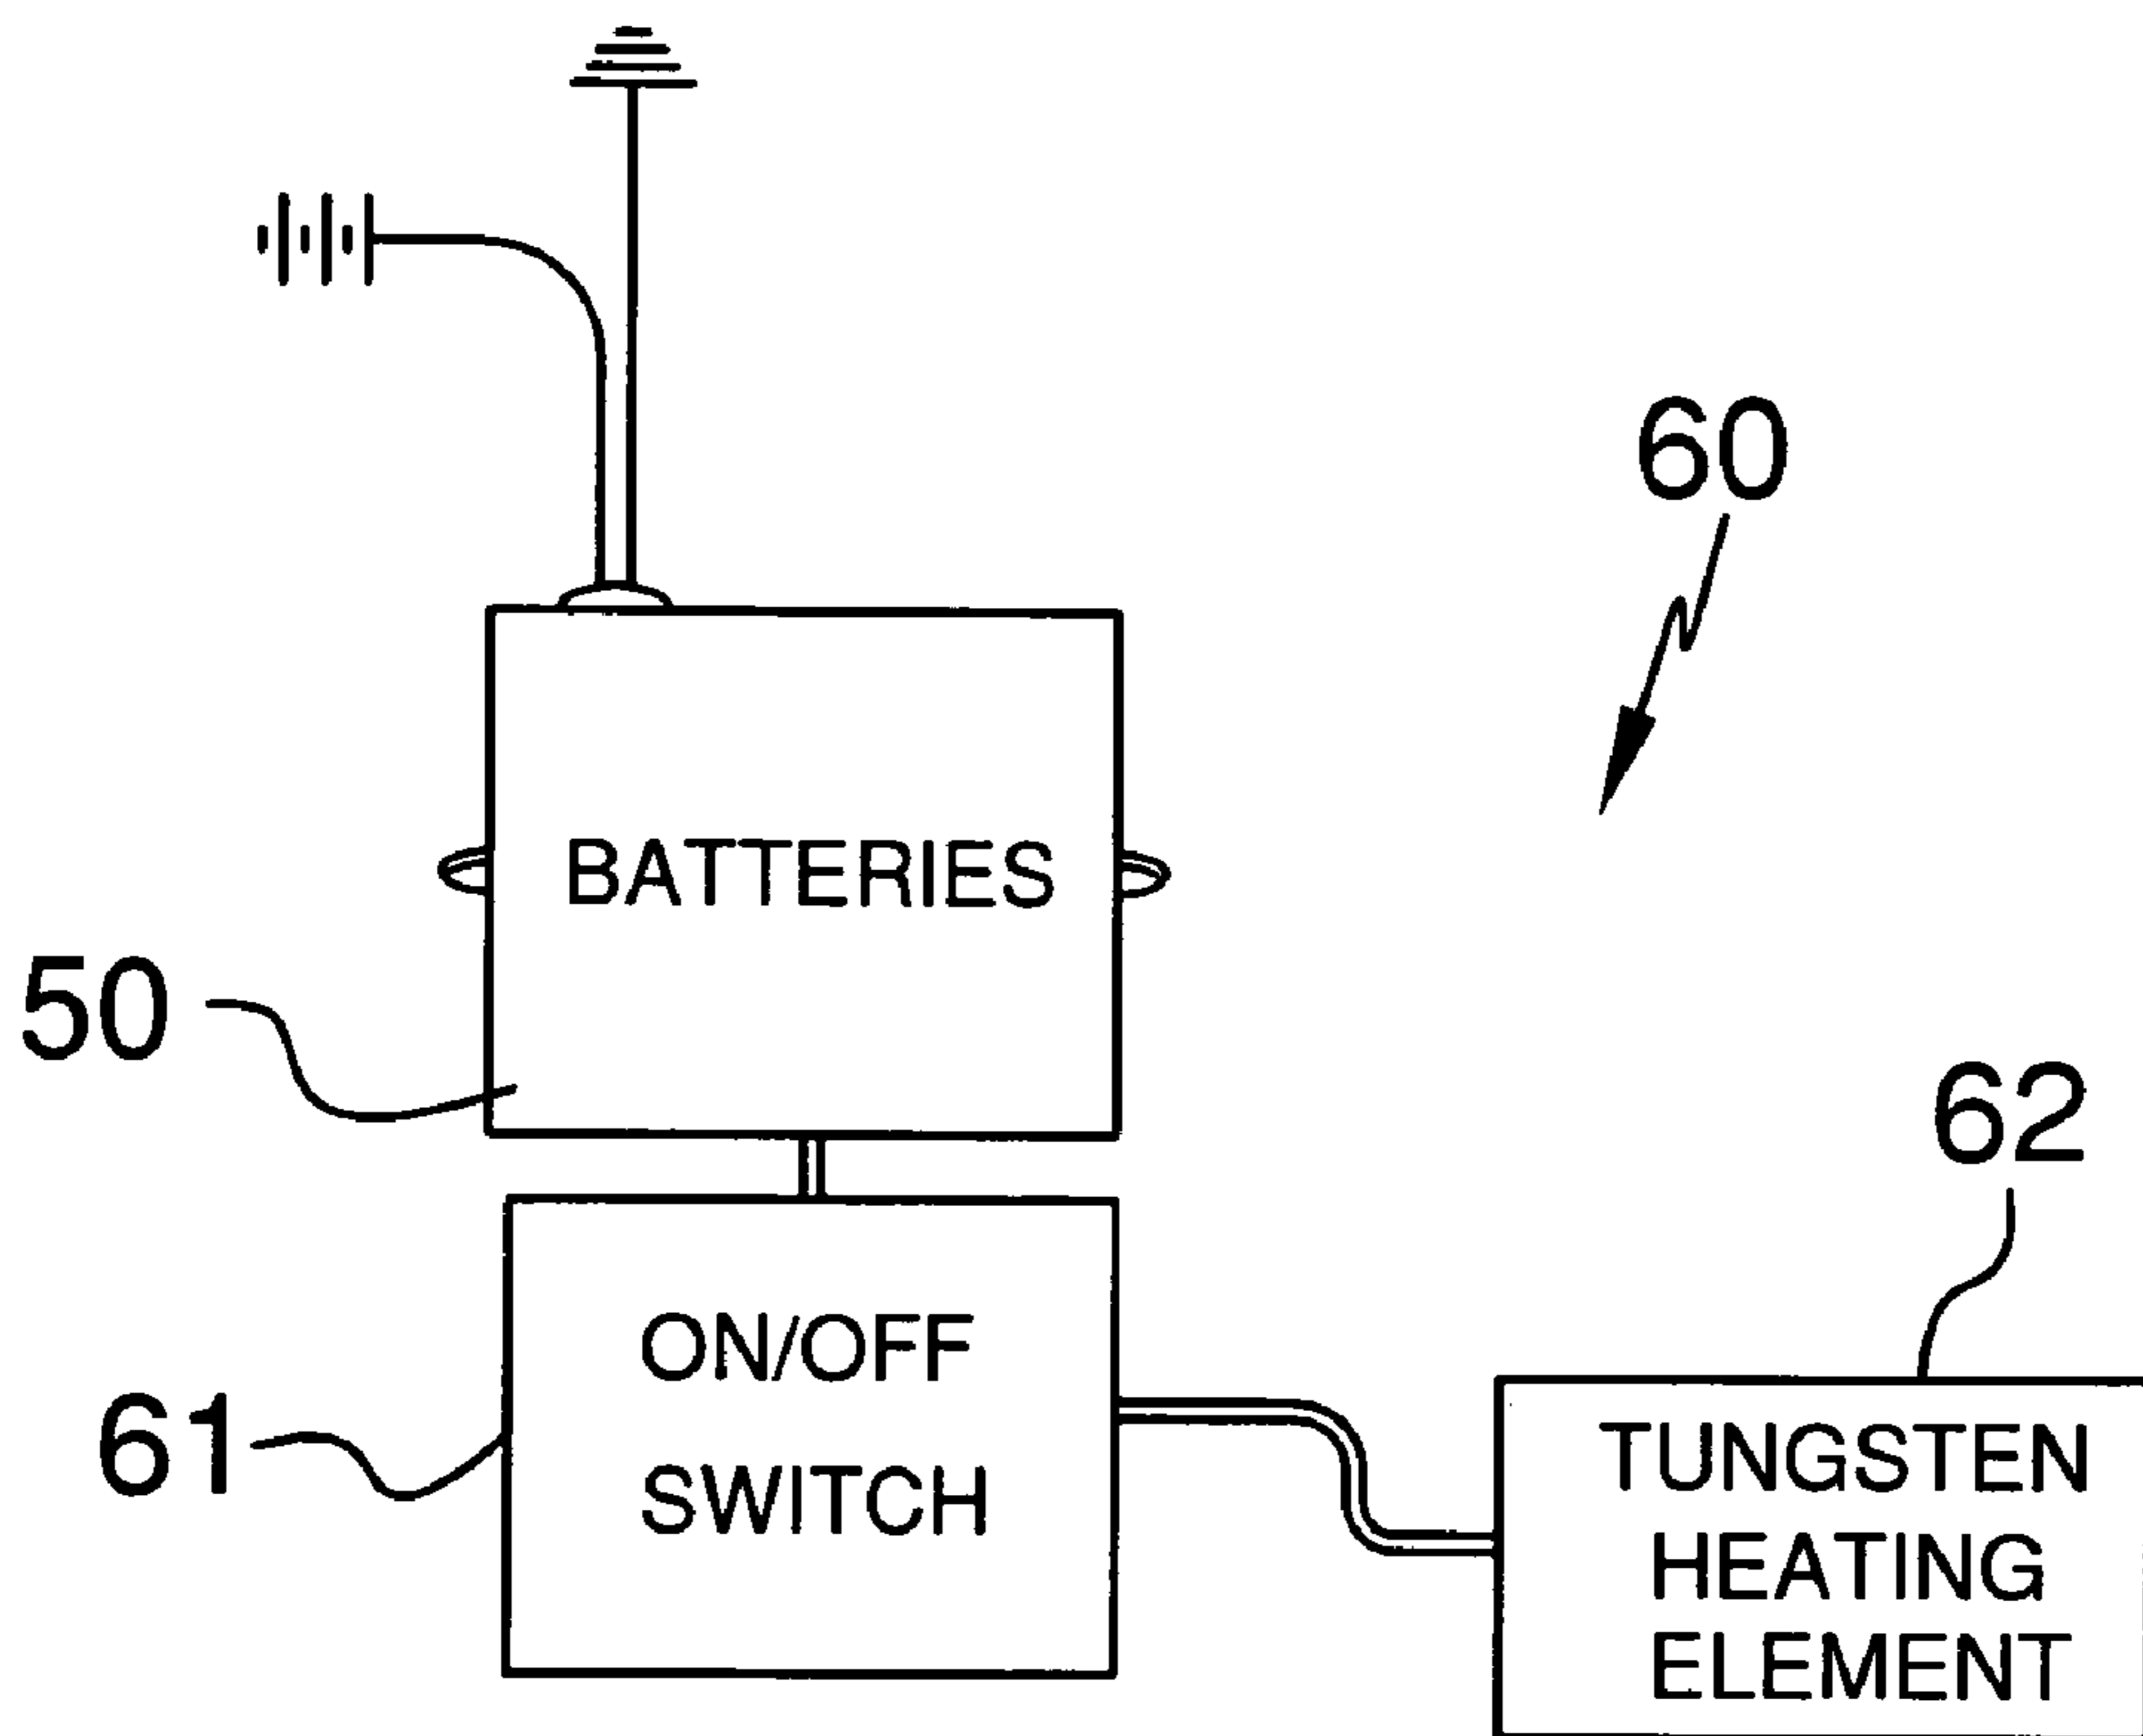 60
BATTERIES
50
62
ON/OFF
SWITCH
61
TUNGSTEN
HEATING
ELEMENT